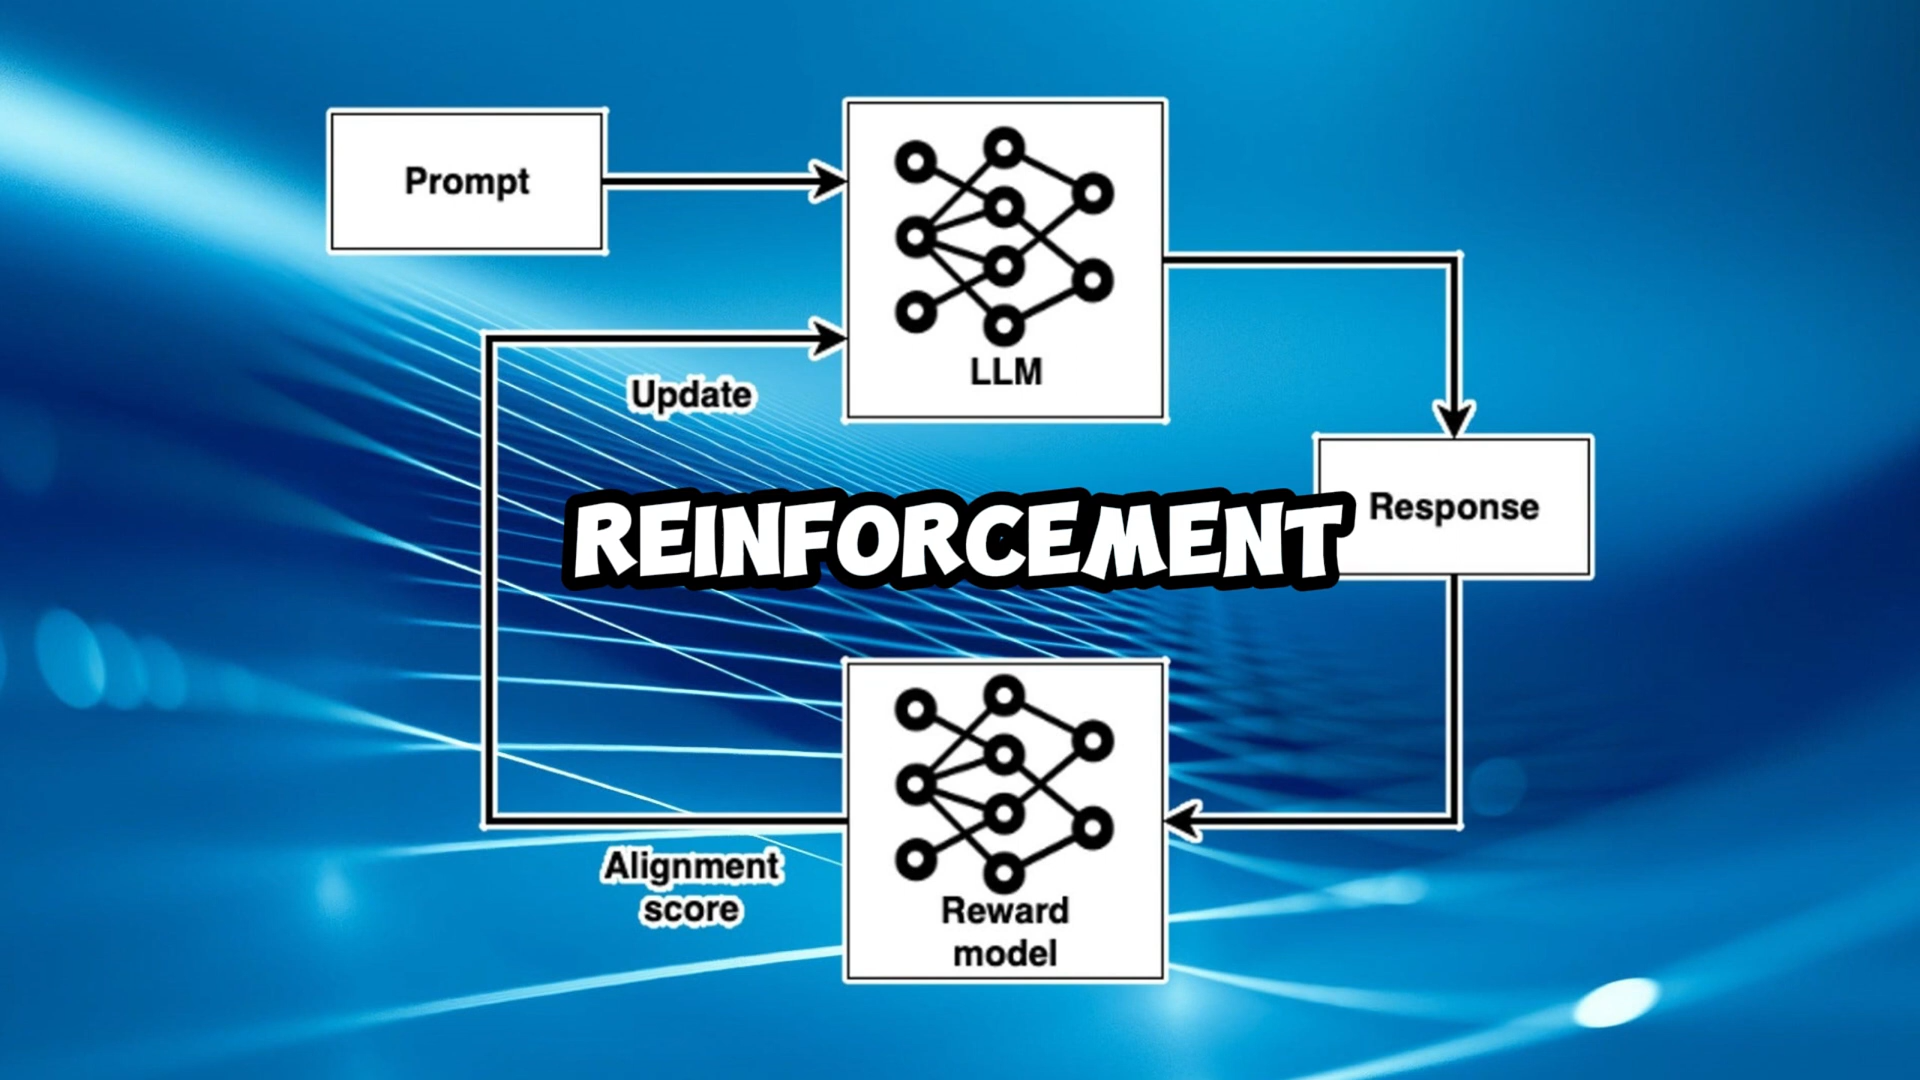 Prompt
LLM
Update
REINFORCEMENT
Response
Alignment
score
Reward
model